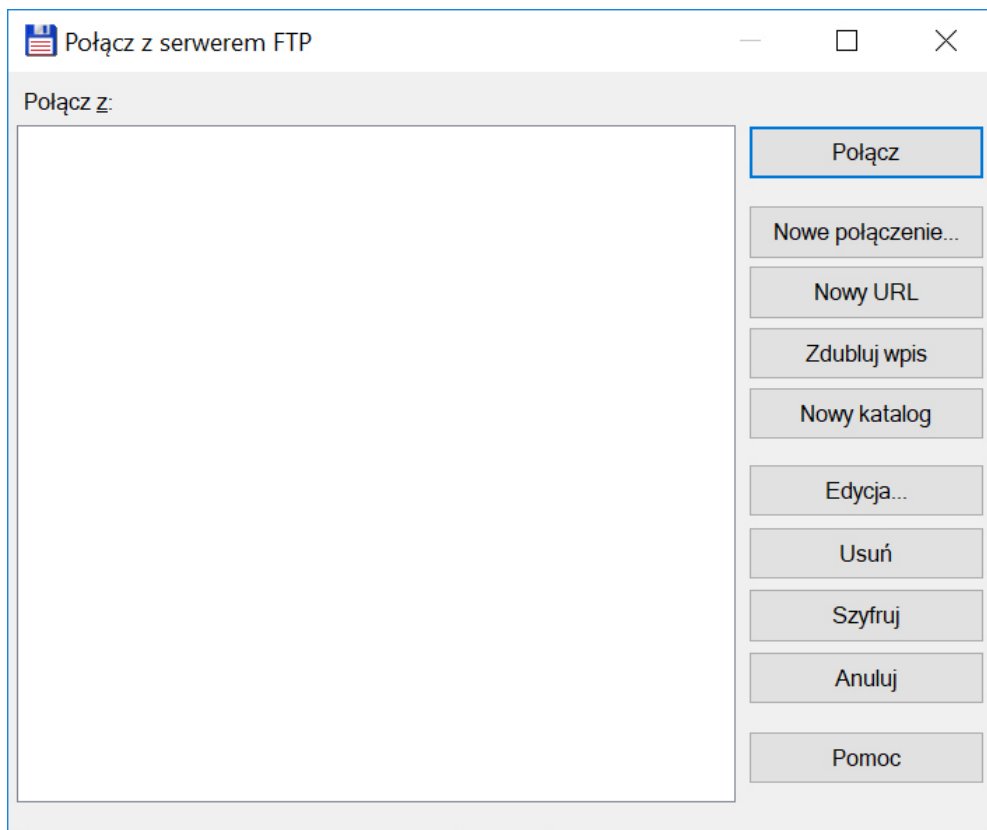 Połącz z serwerem FTP
Połącz z:
Połącz
Nowe połączenie...
Nowy URL
Zdubluj wpis
Nowy katalog
Edycja...
Usuń
Szyfruj
Anuluj
Pomoc